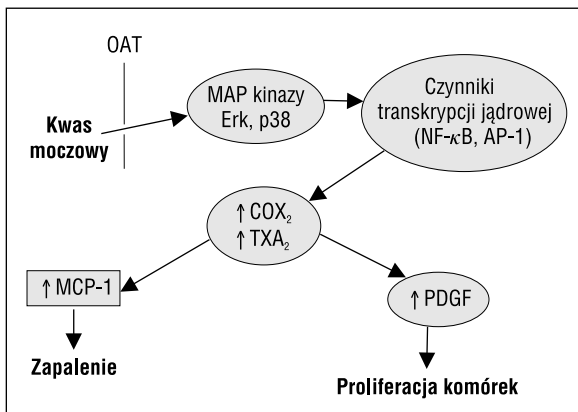 OAT
Kwas
moczowy
MAP kinazy
Erk, p38
Czynniki
transkrypcji jądrowej
(NF-κB, AP-1)
↑ COX₂
↑ TXA₂
↑ MCP-1
↑ PDGF
Zapalenie
Proliferacja komórek